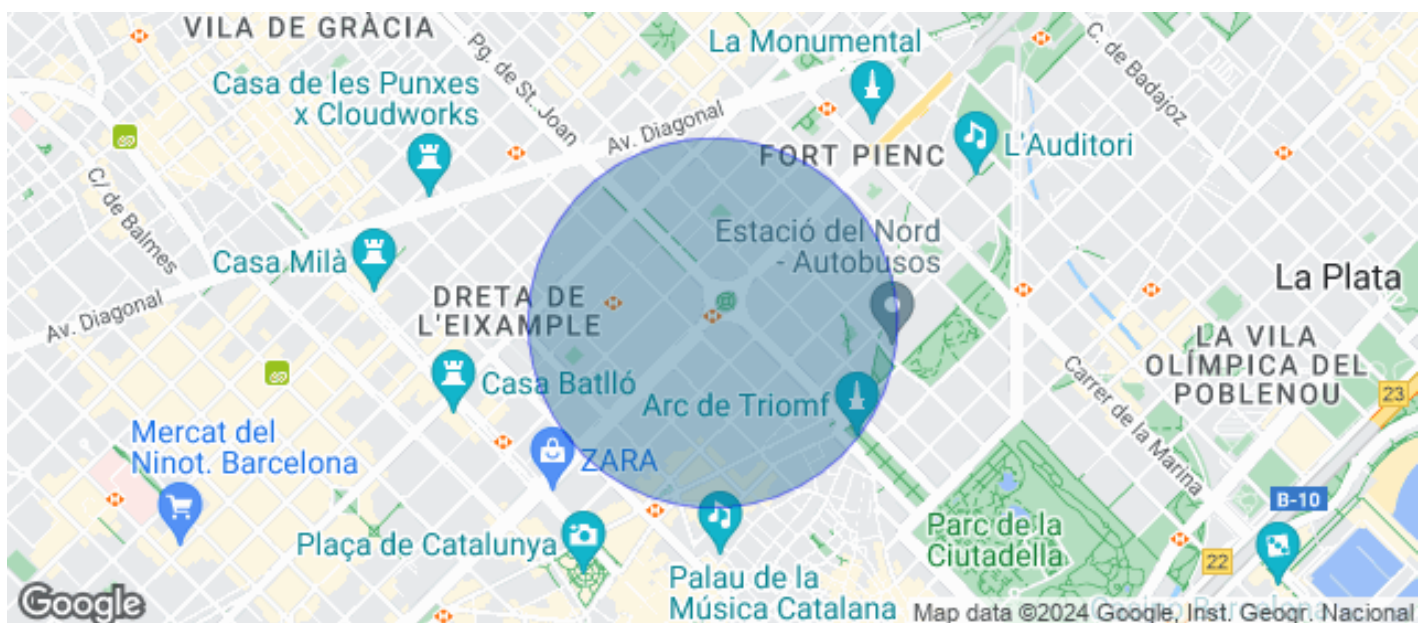 VILA DE GRÀCIA
La Monumental
C. de Badajoz
Pg. de St. Joan
Casa de les Punxes
x Cloudworks
Av. Diagonal
FORT PIENC
L'Auditori
C/ de Balmes
Casa Milà
Estació del Nord
- Autobusos
La Plata
DRETA DE
L'EIXAMPLE
Av. Diagonal
LA VILA
OLÍMPICA DEL
POBLENOU
Casa Batlló
Arc de Triomf
Carrer de la Marina
23
Mercat del
Ninot. Barcelona
ZARA
B-10
Plaça de Catalunya
Parc de la
Ciutadella
22
Palau de la
Música Catalana
Google
Map data ©2024 Google, Inst. Geogr. Nacional